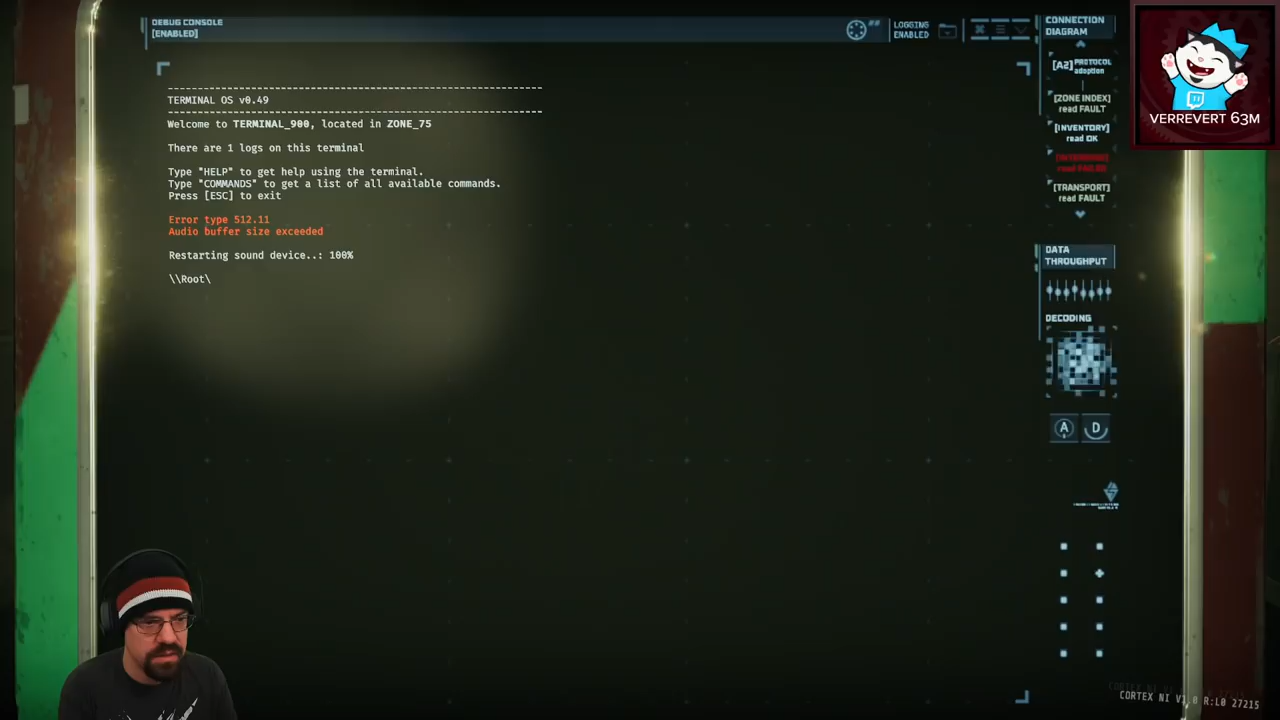 DEBUG CONSOLE
[ENABLED]
LOGGING
ENABLED
CONNECTION
DIAGRAM
[A2] PROTOCOL
adoption
[ZONE INDEX]
read FAULT
[INVENTORY]
read OK
read FAILED
[TRANSPORT]
read FAULT
DATA
THROUGHPUT
DECODING
A D
VERREVERT 63M
------------------------------------------------------------
TERMINAL OS v0.49
------------------------------------------------------------
Welcome to TERMINAL_900, located in ZONE_75
There are 1 logs on this terminal
Type "HELP" to get help using the terminal.
Type "COMMANDS" to get a list of all available commands.
Press [ESC] to exit
Error type 512.11
Audio buffer size exceeded
Restarting sound device..: 100%
\\Root\
CORTEX NI V1.0 R:L0 27215